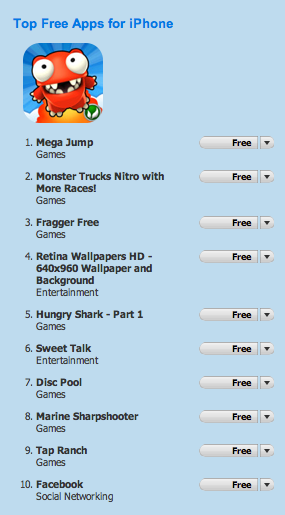 Top Free Apps for iPhone
1. Mega Jump Free
Games
2. Monster Trucks Nitro with Free
More Races!
Games
3. Fragger Free Free
Games
4. Retina Wallpapers HD - Free
640x960 Wallpaper and
Background
Entertainment
5. Hungry Shark - Part 1 Free
Games
6. Sweet Talk Free
Entertainment
7. Disc Pool Free
Games
8. Marine Sharpshooter Free
Games
9. Tap Ranch Free
Games
10. Facebook Free
Social Networking